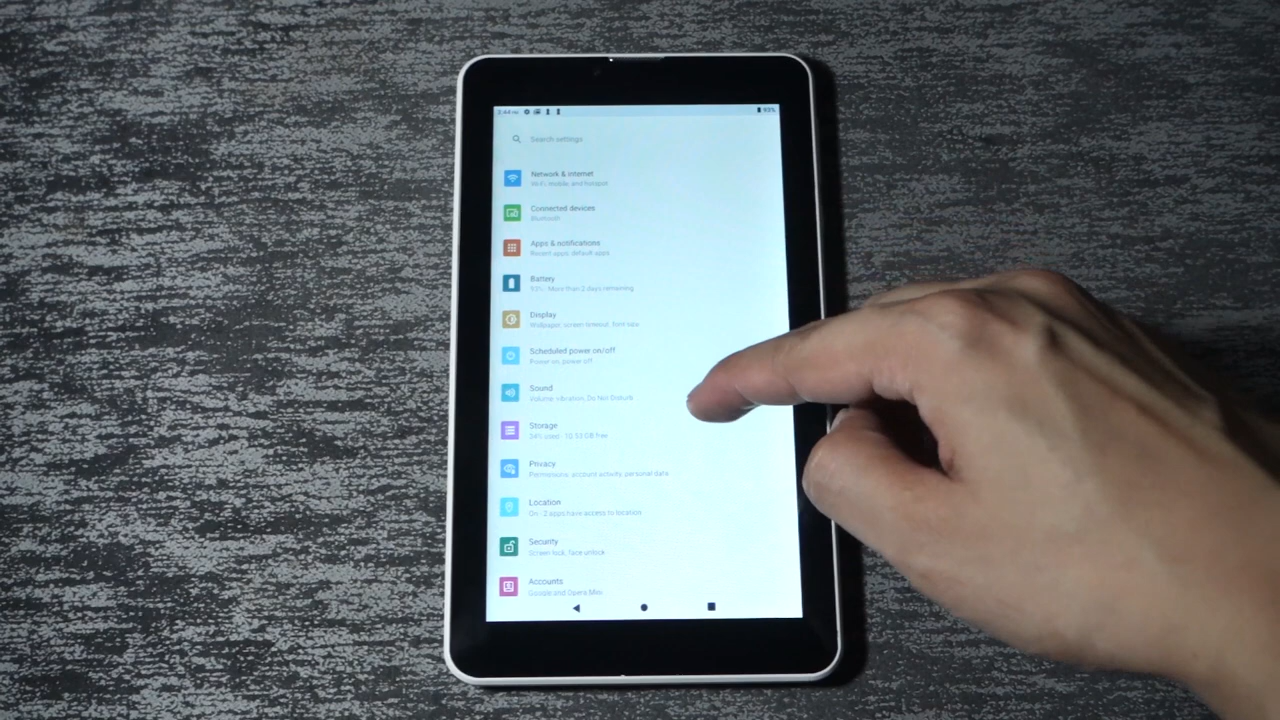 3:44 PM
93%
Search settings
Network & internet
Wi-Fi, mobile, and hotspot
Connected devices
Bluetooth
Apps & notifications
Recent apps, default apps
Battery
93% - More than 2 days remaining
Display
Wallpaper, screen timeout, font size
Scheduled power on/off
Power on, power off
Sound
Volume, vibration, Do Not Disturb
Storage
34% used - 10.53 GB free
Privacy
Permissions, account activity, personal data
Location
On - 2 apps have access to location
Security
Screen lock, face unlock
Accounts
Google and Opera Mini